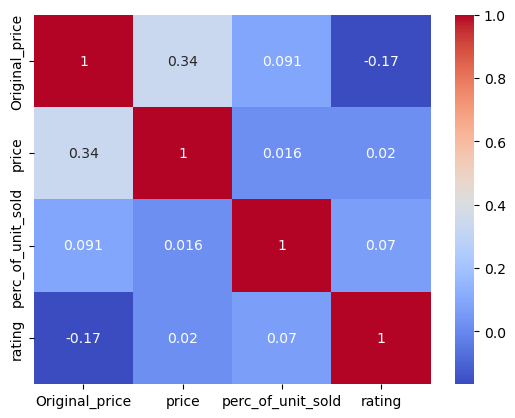 Original_price
1
0.34
0.091
-0.17
price
0.34
1
0.016
0.02
perc_of_unit_sold
0.091
0.016
1
0.07
rating
-0.17
0.02
0.07
1
Original_price
price
perc_of_unit_sold
rating
1.0
0.8
0.6
0.4
0.2
0.0